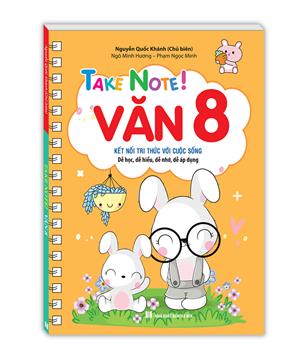 Nguyễn Quốc Khánh (Chủ biên)
Ngô Minh Hương – Phạm Ngọc Minh
TAKE NOTE!
VĂN 8
KẾT NỐI TRI THỨC VỚI CUỘC SỐNG
Dễ học, dễ hiểu, dễ nhớ, dễ áp dụng